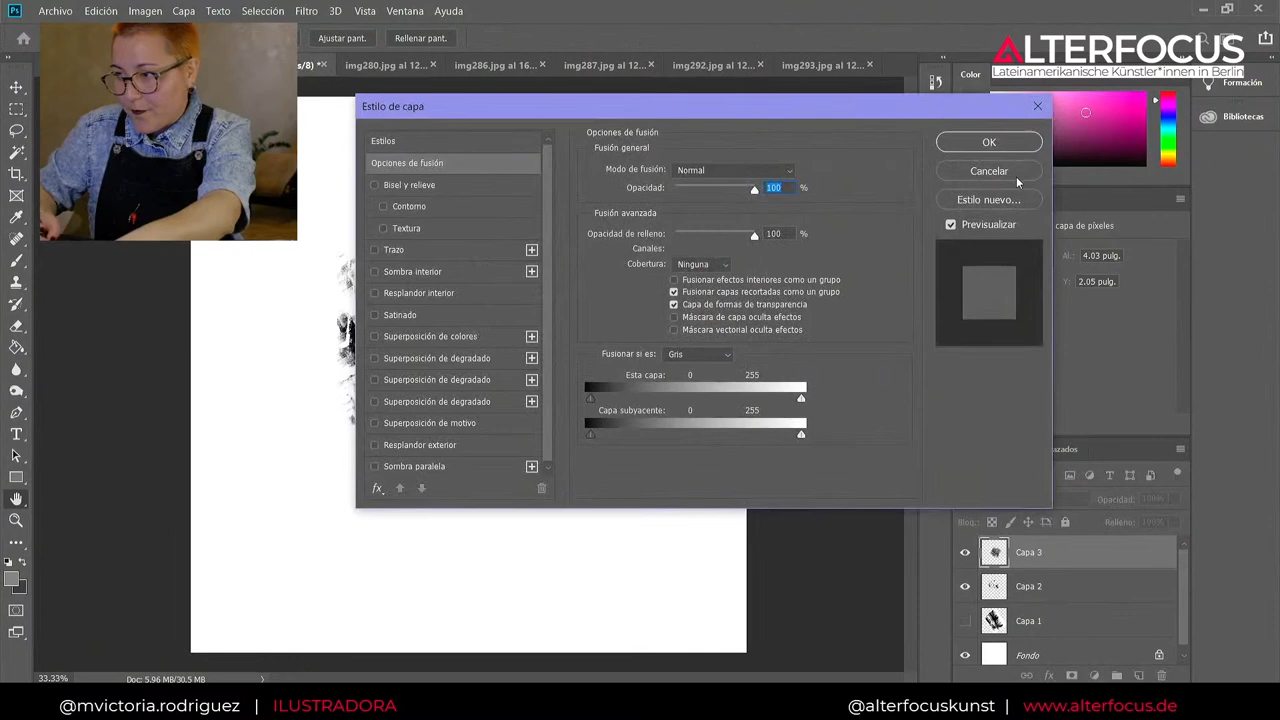 Ps Archivo Edición Imagen Capa Texto Selección Filtro 3D Vista Ventana Ayuda
Ajustar pant. Rellenar pant.
ALTERFOCUS
Lateinamerikanische Künstler*innen in Berlin
s/8) * × img280.jpg al 12... × img286.jpg al 16... × img287.jpg al 12... × img292.jpg al 12... × img293.jpg al 12... ×
Color
Formación
Bibliotecas
Estilo de capa
Estilos
Opciones de fusión
Bisel y relieve
Contorno
Textura
Trazo
Sombra interior
Resplandor interior
Satinado
Superposición de colores
Superposición de degradado
Superposición de degradado
Superposición de degradado
Superposición de motivo
Resplandor exterior
Sombra paralela
fx
Opciones de fusión
Fusión general
Modo de fusión: Normal
Opacidad: 100 %
Fusión avanzada
Opacidad de relleno: 100 %
Canales:
Cobertura: Ninguna
Fusionar efectos interiores como un grupo
Fusionar capas recortadas como un grupo
Capa de formas de transparencia
Máscara de capa oculta efectos
Máscara vectorial oculta efectos
Fusionar si es: Gris
Esta capa: 0 255
Capa subyacente: 0 255
OK
Cancelar
Estilo nuevo...
Previsualizar
capa de píxeles
Al.: 4.03 pulg.
Y: 2.05 pulg.
Opacidad: 100%
Bloq.: Relleno: 100%
Capa 3
Capa 2
Capa 1
Fondo
33.33% Doc: 5.96 MB/30.5 MB
@mvictoria.rodriguez | ILUSTRADORA
@alterfocuskunst | www.alterfocus.de